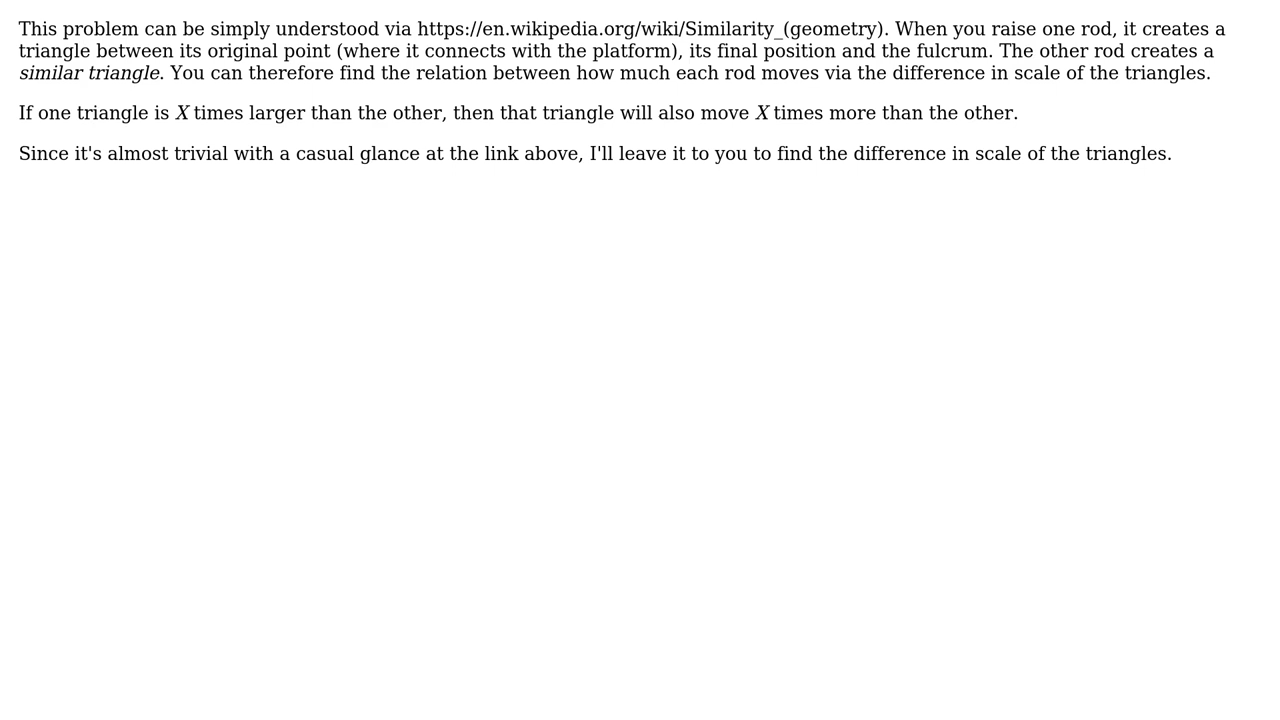 This problem can be simply understood via https://en.wikipedia.org/wiki/Similarity_(geometry). When you raise one rod, it creates a
triangle between its original point (where it connects with the platform), its final position and the fulcrum. The other rod creates a
similar triangle. You can therefore find the relation between how much each rod moves via the difference in scale of the triangles.
If one triangle is X times larger than the other, then that triangle will also move X times more than the other.
Since it's almost trivial with a casual glance at the link above, I'll leave it to you to find the difference in scale of the triangles.